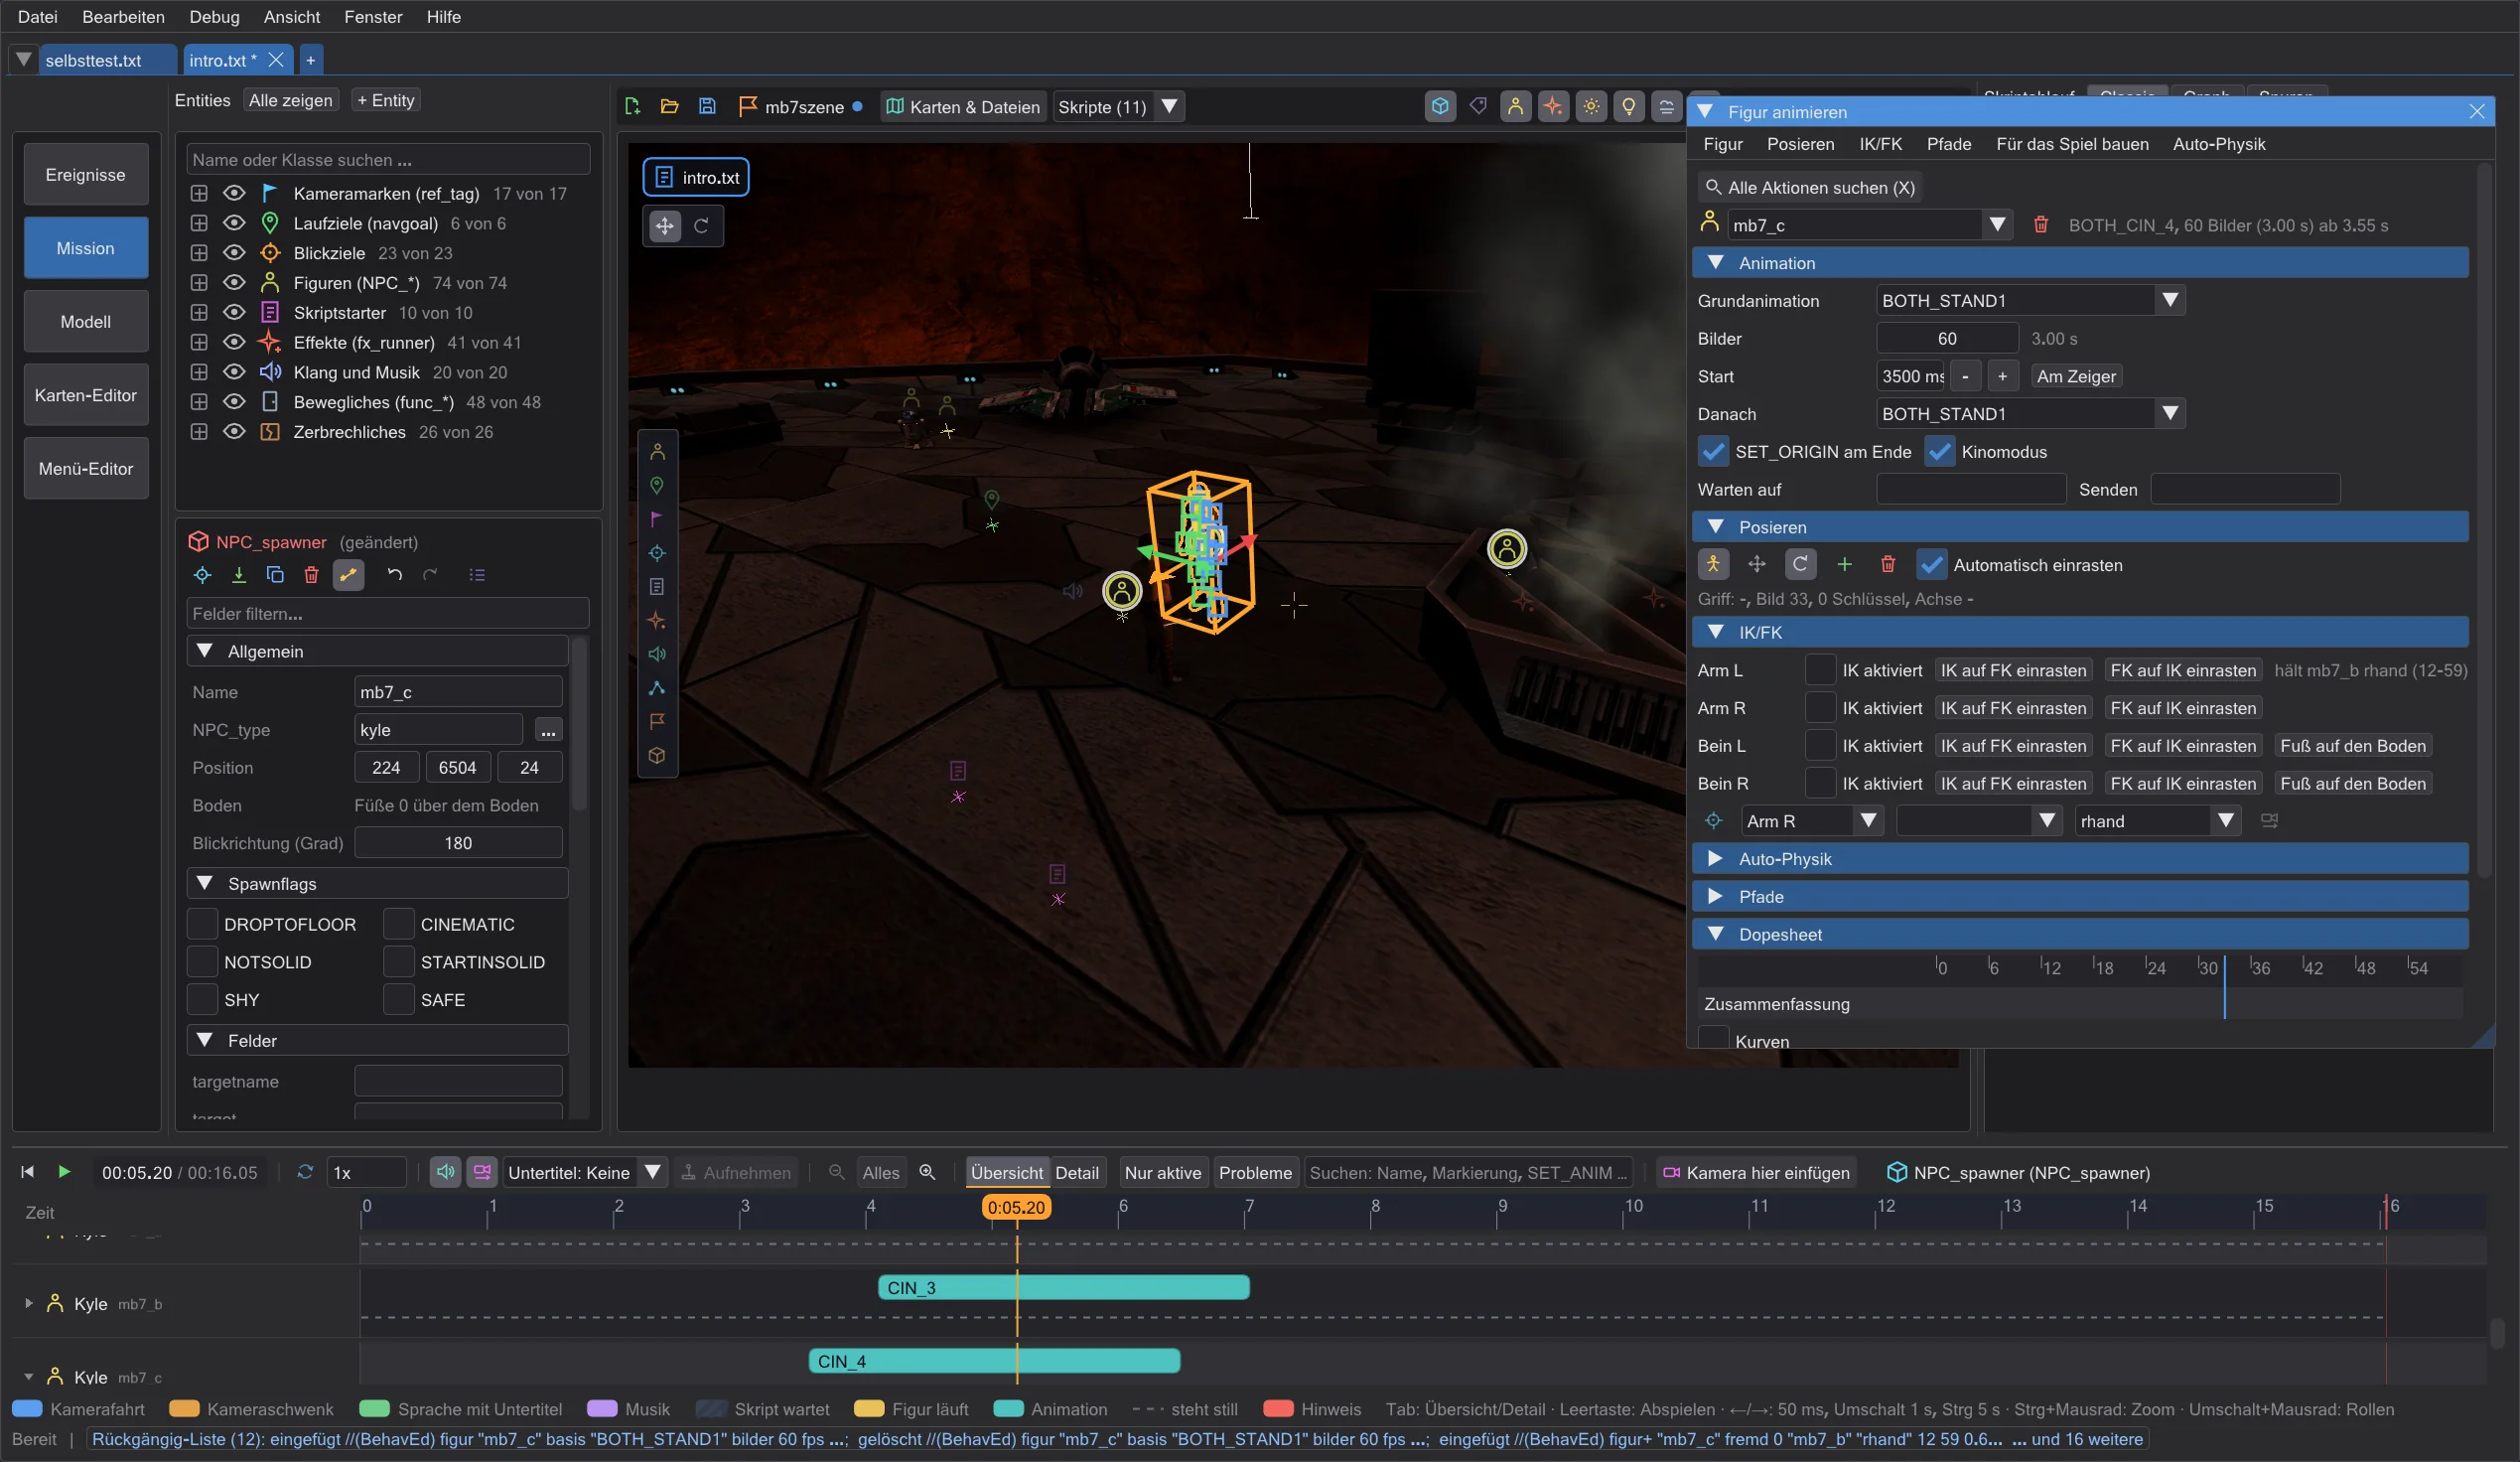 Datei Bearbeiten Debug Ansicht Fenster Hilfe
selbsttest.txt intro.txt * +
Entities Alle zeigen + Entity
mb7szene Karten & Dateien Skripte (11)
Ereignisse
Mission
Modell
Karten-Editor
Menü-Editor
Name oder Klasse suchen ...
Kameramarken (ref_tag) 17 von 17
Laufziele (navgoal) 6 von 6
Blickziele 23 von 23
Figuren (NPC_*) 74 von 74
Skriptstarter 10 von 10
Effekte (fx_runner) 41 von 41
Klang und Musik 20 von 20
Bewegliches (func_*) 48 von 48
Zerbrechliches 26 von 26
NPC_spawner (geändert)
Felder filtern...
Allgemein
Name mb7_c
NPC_type kyle ...
Position 224 6504 24
Boden Füße 0 über dem Boden
Blickrichtung (Grad) 180
Spawnflags
DROPTOFLOOR CINEMATIC
NOTSOLID STARTINSOLID
SHY SAFE
Felder
targetname
target
intro.txt
Skriptablauf Classic Graph Spuren
Figur animieren
Figur Posieren IK/FK Pfade Für das Spiel bauen Auto-Physik
Alle Aktionen suchen (X)
mb7_c BOTH_CIN_4, 60 Bilder (3.00 s) ab 3.55 s
Animation
Grundanimation BOTH_STAND1
Bilder 60 3.00 s
Start 3500 ms - + Am Zeiger
Danach BOTH_STAND1
SET_ORIGIN am Ende Kinomodus
Warten auf Senden
Posieren
Automatisch einrasten
Griff: -, Bild 33, 0 Schlüssel, Achse -
IK/FK
Arm L IK aktiviert IK auf FK einrasten FK auf IK einrasten hält mb7_b rhand (12-59)
Arm R IK aktiviert IK auf FK einrasten FK auf IK einrasten
Bein L IK aktiviert IK auf FK einrasten FK auf IK einrasten Fuß auf den Boden
Bein R IK aktiviert IK auf FK einrasten FK auf IK einrasten Fuß auf den Boden
Arm R rhand
Auto-Physik
Pfade
Dopesheet
0 6 12 18 24 30 36 42 48 54
Zusammenfassung
Kurven
00:05.20 / 00:16.05 1x Untertitel: Keine Aufnehmen Alles Übersicht Detail Nur aktive Probleme Suchen: Name, Markierung, SET_ANIM ... Kamera hier einfügen NPC_spawner (NPC_spawner)
Zeit 0 1 2 3 4 0:05.20 6 7 8 9 10 11 12 13 14 15 16
CIN_3
Kyle mb7_b
CIN_4
Kyle mb7_c
Kamerafahrt Kameraschwenk Sprache mit Untertitel Musik Skript wartet Figur läuft Animation steht still Hinweis Tab: Übersicht/Detail · Leertaste: Abspielen · ←/→: 50 ms, Umschalt 1 s, Strg 5 s · Strg+Mausrad: Zoom · Umschalt+Mausrad: Rollen
Bereit | Rückgängig-Liste (12): eingefügt //(BehavEd) figur "mb7_c" basis "BOTH_STAND1" bilder 60 fps ...; gelöscht //(BehavEd) figur "mb7_c" basis "BOTH_STAND1" bilder 60 fps ...; eingefügt //(BehavEd) figur+ "mb7_c" fremd 0 "mb7_b" "rhand" 12 59 0.6... ... und 16 weitere